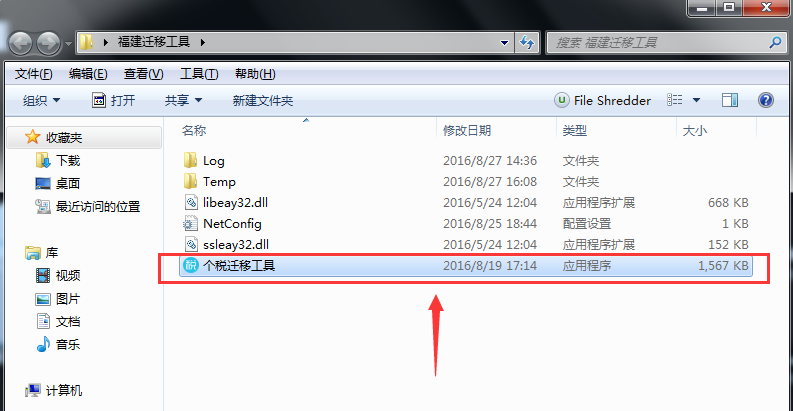 福建迁移工具
搜索 福建迁移工具
文件(F) 编辑(E) 查看(V) 工具(T) 帮助(H)
组织 打开 共享 新建文件夹 File Shredder
名称 修改日期 类型 大小
收藏夹
下载
桌面
最近访问的位置
库
视频
图片
文档
音乐
计算机
Log 2016/8/27 14:36 文件夹
Temp 2016/8/27 16:08 文件夹
libeay32.dll 2016/5/24 12:04 应用程序扩展 668 KB
NetConfig 2016/8/25 18:44 配置设置 1 KB
ssleay32.dll 2016/5/24 12:04 应用程序扩展 152 KB
税 个税迁移工具 2016/8/19 17:14 应用程序 1,567 KB